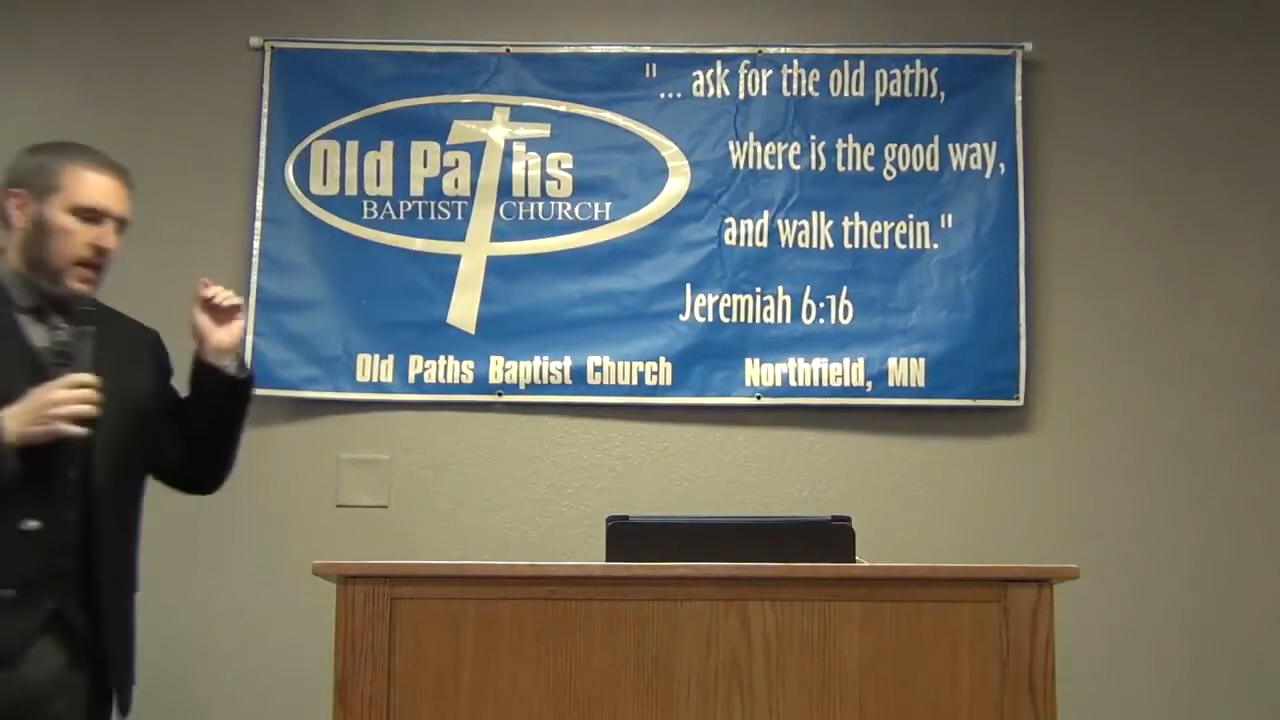 Old Paths
BAPTIST CHURCH
"... ask for the old paths,
where is the good way,
and walk therein."
Jeremiah 6:16
Old Paths Baptist Church Northfield, MN